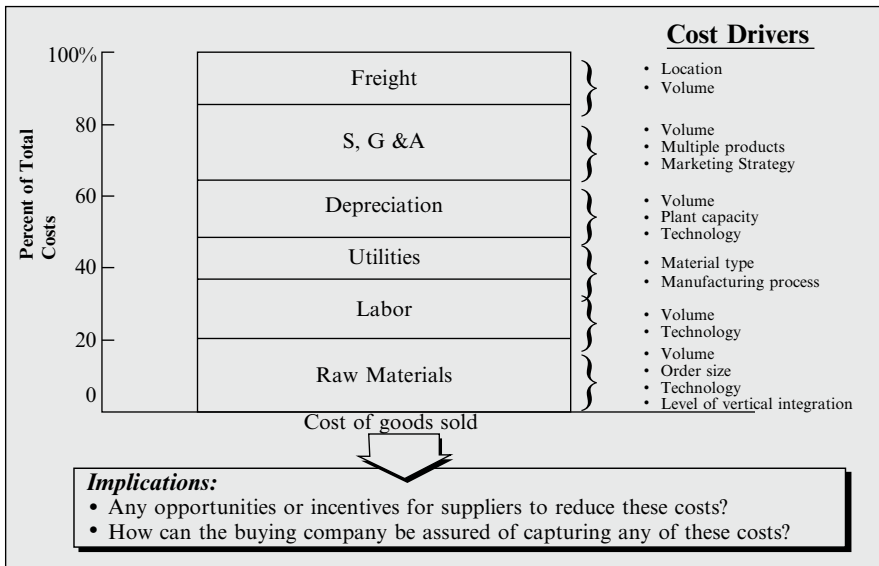 Cost Drivers
100%
80
60
40
20
0
Percent of Total
Costs
Freight
• Location
• Volume
S, G &A
• Volume
• Multiple products
• Marketing Strategy
Depreciation
• Volume
• Plant capacity
• Technology
Utilities
• Material type
• Manufacturing process
Labor
• Volume
• Technology
Raw Materials
• Volume
• Order size
• Technology
• Level of vertical integration
Cost of goods sold
Implications:
• Any opportunities or incentives for suppliers to reduce these costs?
• How can the buying company be assured of capturing any of these costs?